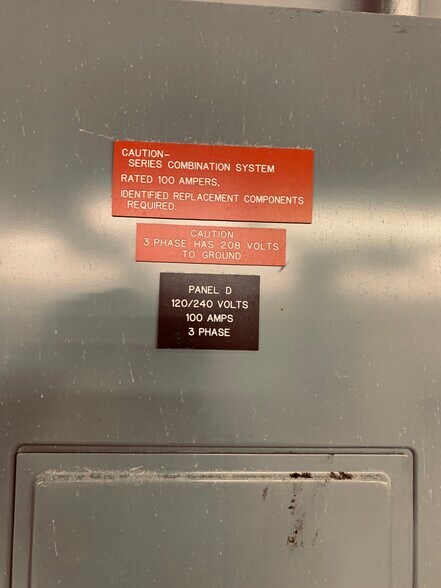 CAUTION-
SERIES COMBINATION SYSTEM
RATED 100 AMPERS.
IDENTIFIED REPLACEMENT COMPONENTS
REQUIRED.
CAUTION
3 PHASE HAS 208 VOLTS
TO GROUND
PANEL D
120/240 VOLTS
100 AMPS
3 PHASE